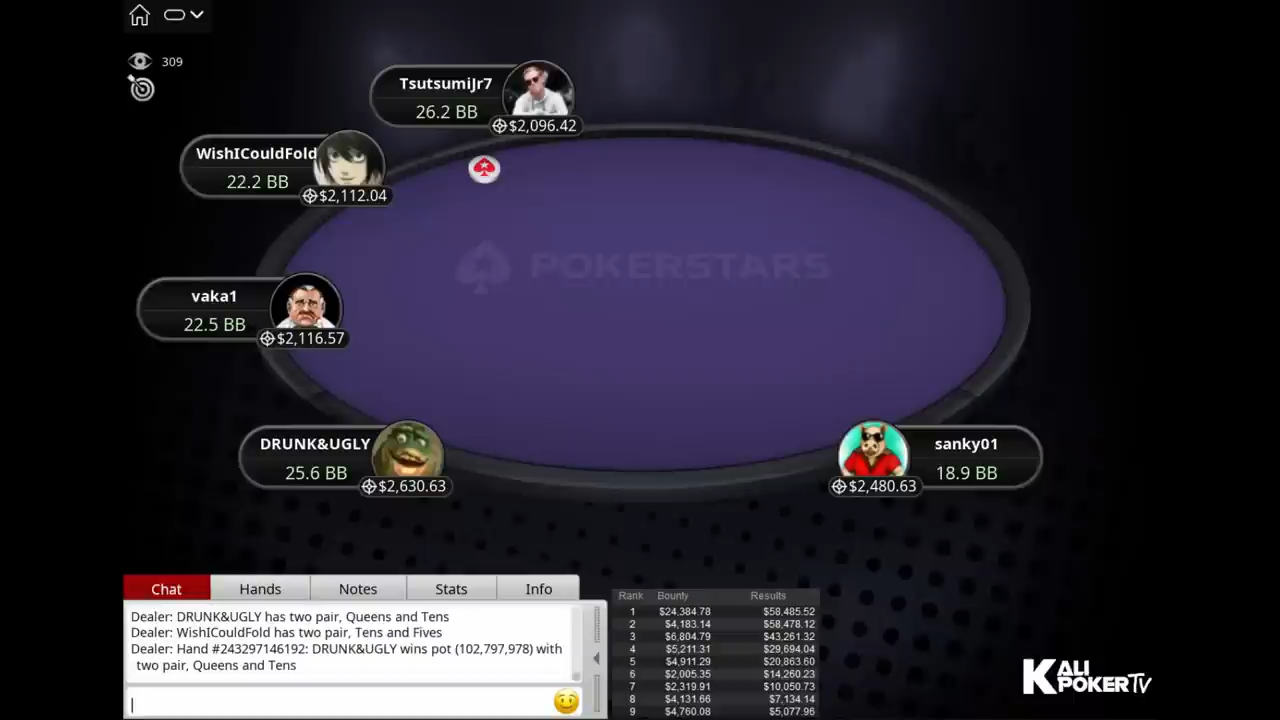 309
TsutsumiJr7
26.2 BB
$2,096.42
WishICouldFold
22.2 BB
$2,112.04
POKERSTARS
vaka1
22.5 BB
$2,116.57
DRUNK&UGLY
25.6 BB
$2,630.63
sanky01
18.9 BB
$2,480.63
Chat Hands Notes Stats Info
Dealer: DRUNK&UGLY has two pair, Queens and Tens
Dealer: WishICouldFold has two pair, Tens and Fives
Dealer: Hand #243297146192: DRUNK&UGLY wins pot (102,797,978) with
two pair, Queens and Tens
Rank Bounty Results
1 $24,384.78 $58,485.52
2 $4,183.14 $58,478.12
3 $6,804.79 $43,261.32
4 $5,211.31 $29,694.04
5 $4,911.29 $20,863.60
6 $2,005.35 $14,260.23
7 $2,319.91 $10,050.73
8 $4,131.66 $7,134.14
9 $4,760.08 $5,077.96
KALI
POKERTV